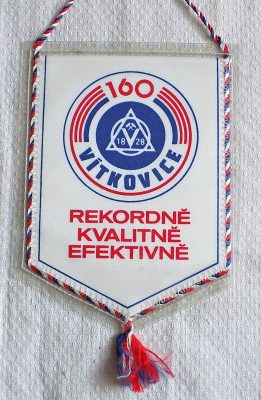 160
18 28
VÍTKOVICE
REKORDNĚ
KVALITNĚ
EFEKTIVNĚ